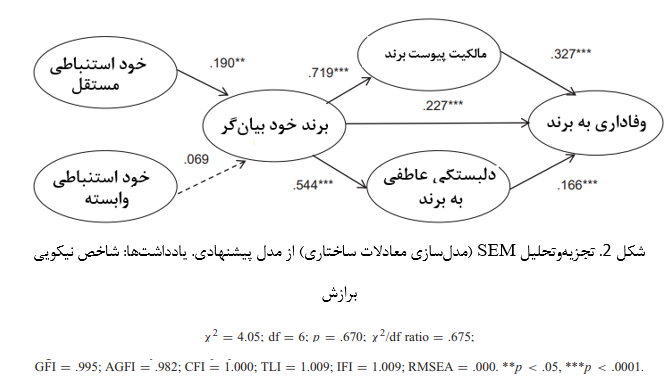 خود استنباطی
مستقل
.190**
خود استنباطی
وابسته
.069
برند خود بیان‌گر
.719***
مالکیت پیوست برند
.327***
.227***
.544***
دلبستگی عاطفی
به برند
.166***
وفاداری به برند
شکل 2. تجزیه‌وتحلیل SEM (مدل‌سازی معادلات ساختاری) از مدل پیشنهادی. یادداشت‌ها: شاخص نیکویی
برازش
χ² = 4.05; df = 6; p = .670; χ²/df ratio = .675;
GFI = .995; AGFI = .982; CFI = 1.000; TLI = 1.009; IFI = 1.009; RMSEA = .000. **p < .05, ***p < .0001.